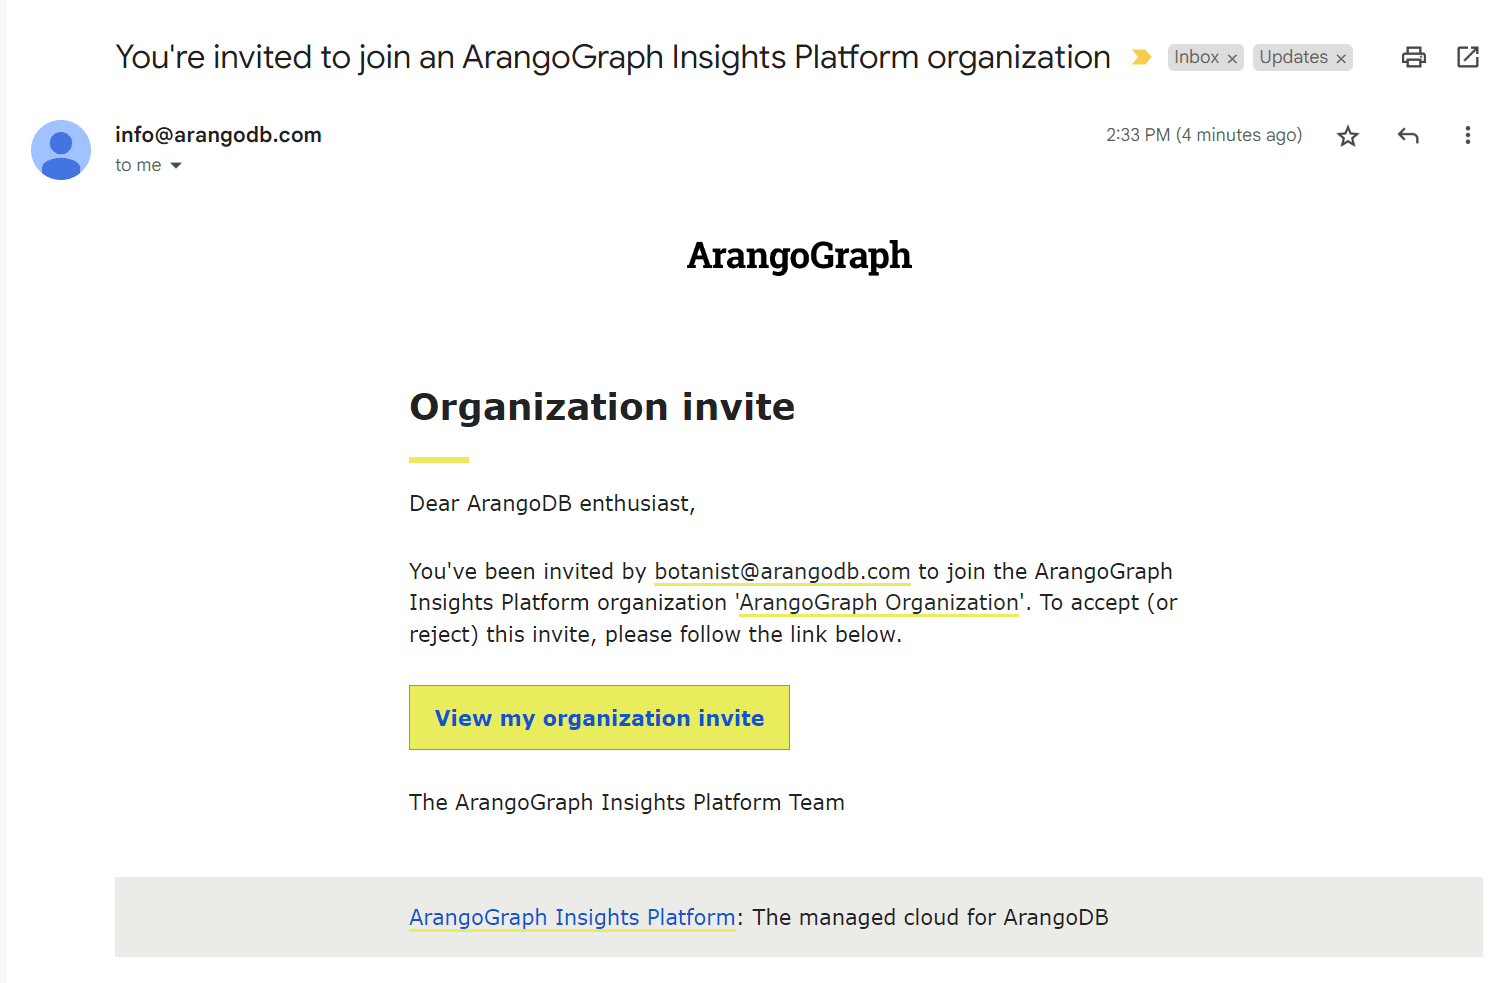 You're invited to join an ArangoGraph Insights Platform organization
Inbox ×
Updates ×
info@arangodb.com
2:33 PM (4 minutes ago)
to me
ArangoGraph
Organization invite
Dear ArangoDB enthusiast,
You've been invited by botanist@arangodb.com to join the ArangoGraph
Insights Platform organization 'ArangoGraph Organization'. To accept (or
reject) this invite, please follow the link below.
View my organization invite
The ArangoGraph Insights Platform Team
ArangoGraph Insights Platform: The managed cloud for ArangoDB